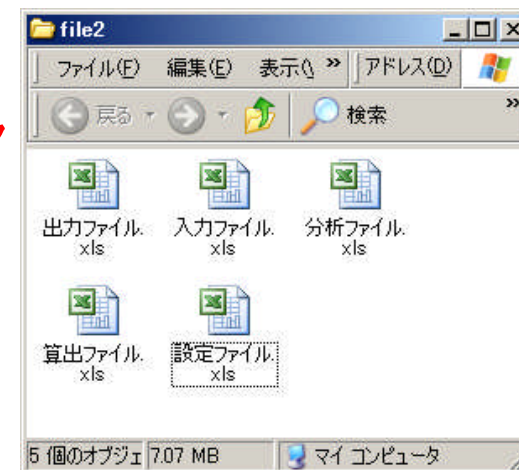 file2
ファイル(F) 編集(E) 表示(V » アドレス(D)
戻る 検索 »
出力ファイル.
xls
入力ファイル.
xls
分析ファイル.
xls
算出ファイル.
xls
設定ファイル.
xls
5 個のオブジェ 7.07 MB マイ コンピュータ